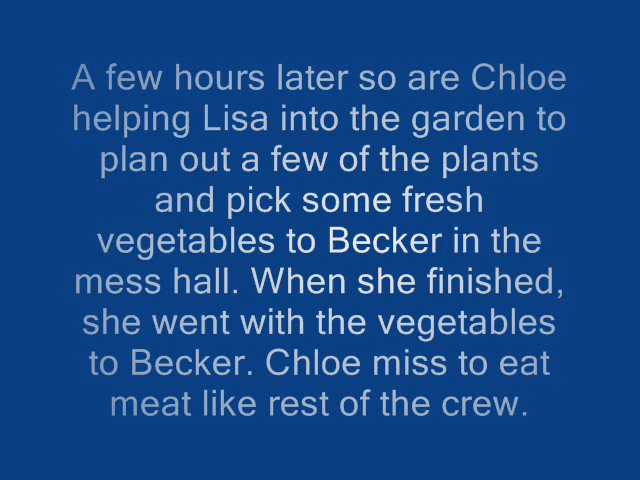 A few hours later so are Chloe
helping Lisa into the garden to
plan out a few of the plants
and pick some fresh
vegetables to Becker in the
mess hall. When she finished,
she went with the vegetables
to Becker. Chloe miss to eat
meat like rest of the crew.